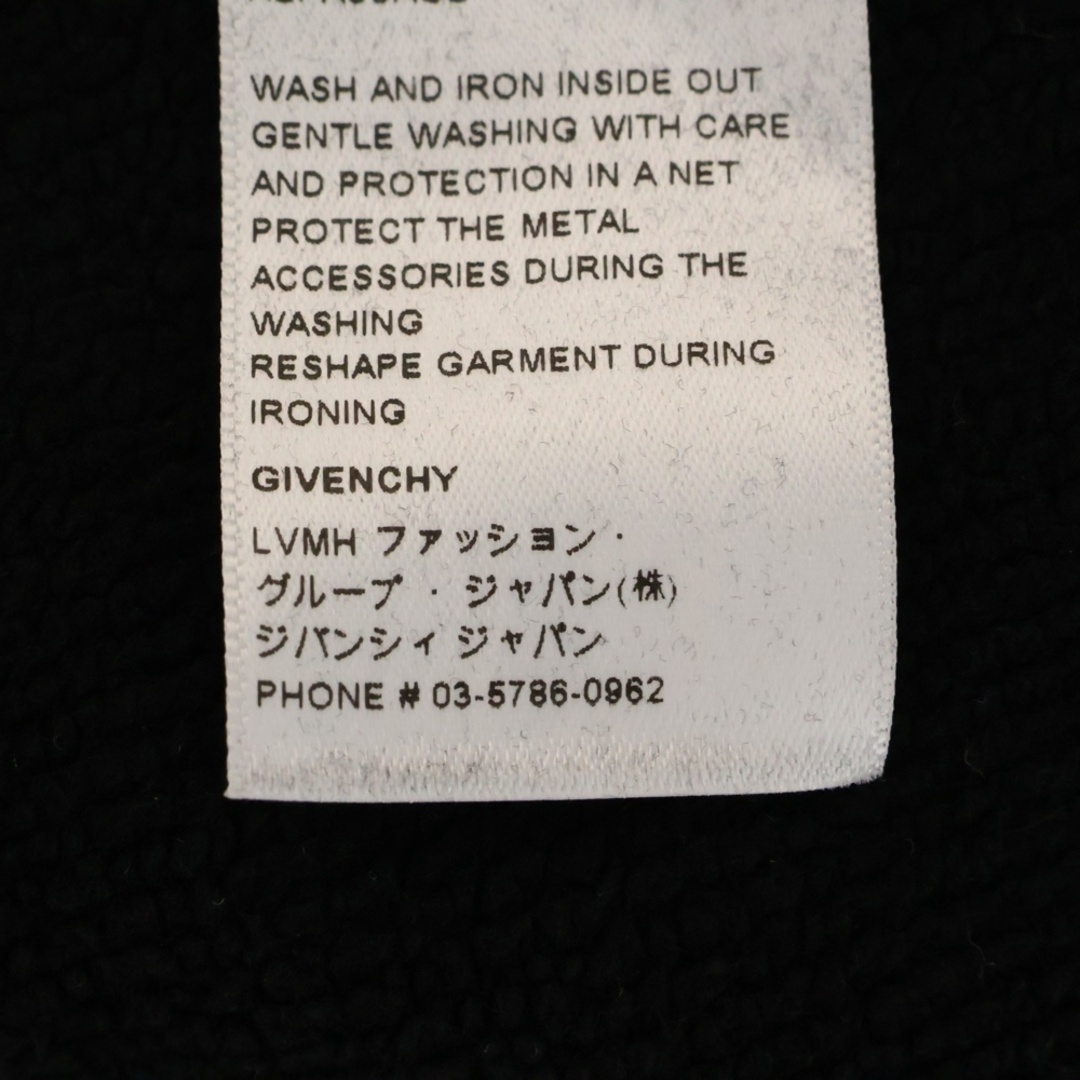 WASH AND IRON INSIDE OUT
GENTLE WASHING WITH CARE
AND PROTECTION IN A NET
PROTECT THE METAL
ACCESSORIES DURING THE
WASHING
RESHAPE GARMENT DURING
IRONING
GIVENCHY
LVMH ファッション・
グループ・ジャパン(株)
ジバンシィ ジャパン
PHONE # 03-5786-0962